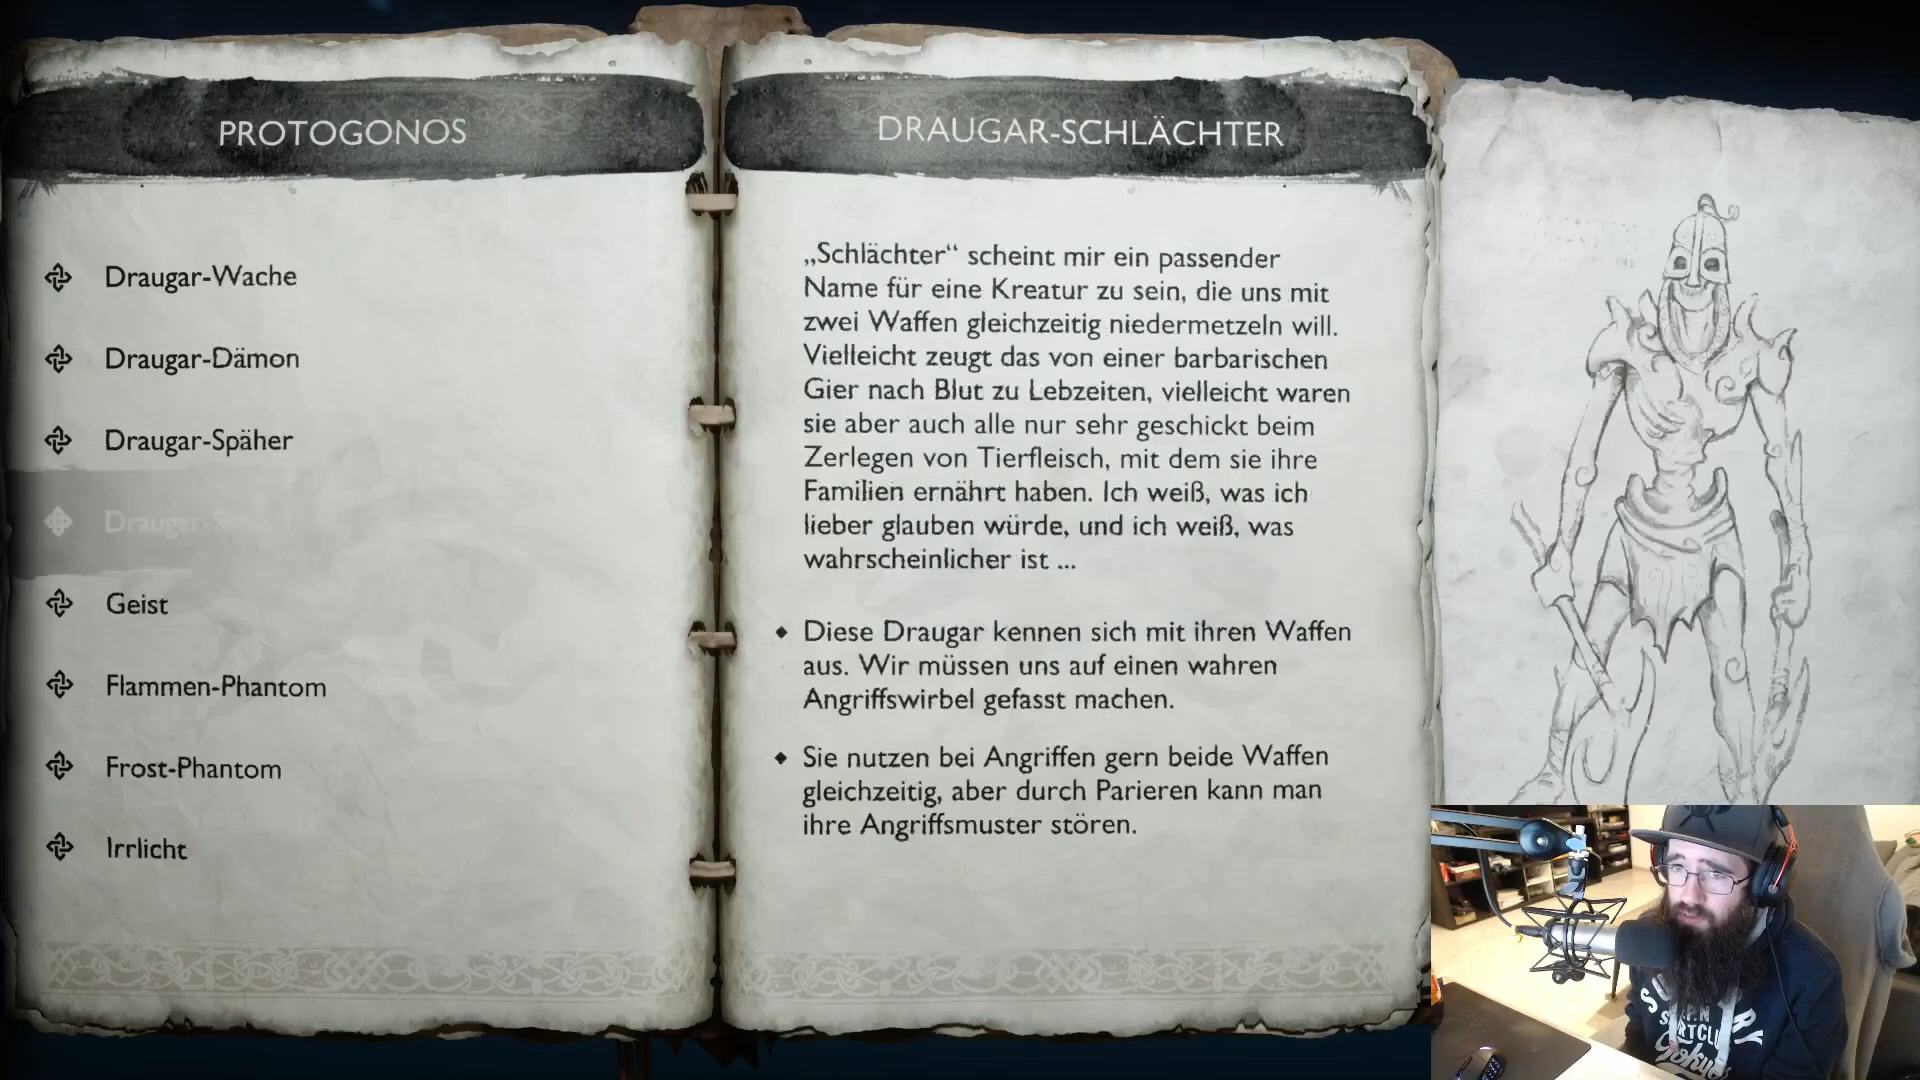 PROTOGONOS
Draugar-Wache
Draugar-Dämon
Draugar-Späher
Draugar-
Geist
Flammen-Phantom
Frost-Phantom
Irrlicht
DRAUGAR-SCHLÄCHTER
„Schlächter“ scheint mir ein passender
Name für eine Kreatur zu sein, die uns mit
zwei Waffen gleichzeitig niedermetzeln will.
Vielleicht zeugt das von einer barbarischen
Gier nach Blut zu Lebzeiten, vielleicht waren
sie aber auch alle nur sehr geschickt beim
Zerlegen von Tierfleisch, mit dem sie ihre
Familien ernährt haben. Ich weiß, was ich
lieber glauben würde, und ich weiß, was
wahrscheinlicher ist ...
Diese Draugar kennen sich mit ihren Waffen
aus. Wir müssen uns auf einen wahren
Angriffswirbel gefasst machen.
Sie nutzen bei Angriffen gern beide Waffen
gleichzeitig, aber durch Parieren kann man
ihre Angriffsmuster stören.